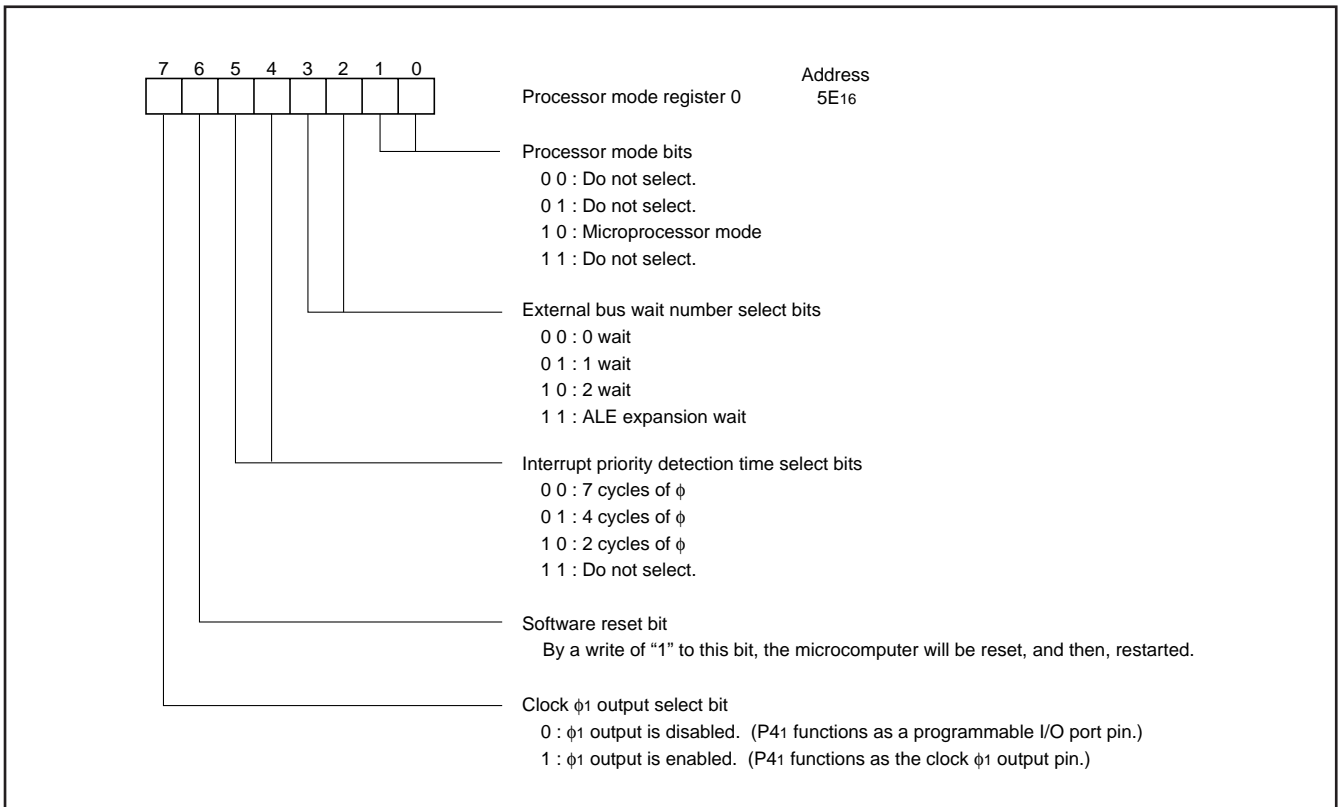 7 6 5 4 3 2 1 0
Address
Processor mode register 0 5E16
Processor mode bits
0 0 : Do not select.
0 1 : Do not select.
1 0 : Microprocessor mode
1 1 : Do not select.
External bus wait number select bits
0 0 : 0 wait
0 1 : 1 wait
1 0 : 2 wait
1 1 : ALE expansion wait
Interrupt priority detection time select bits
0 0 : 7 cycles of ϕ
0 1 : 4 cycles of ϕ
1 0 : 2 cycles of ϕ
1 1 : Do not select.
Software reset bit
By a write of “1” to this bit, the microcomputer will be reset, and then, restarted.
Clock ϕ1 output select bit
0 : ϕ1 output is disabled. (P41 functions as a programmable I/O port pin.)
1 : ϕ1 output is enabled. (P41 functions as the clock ϕ1 output pin.)